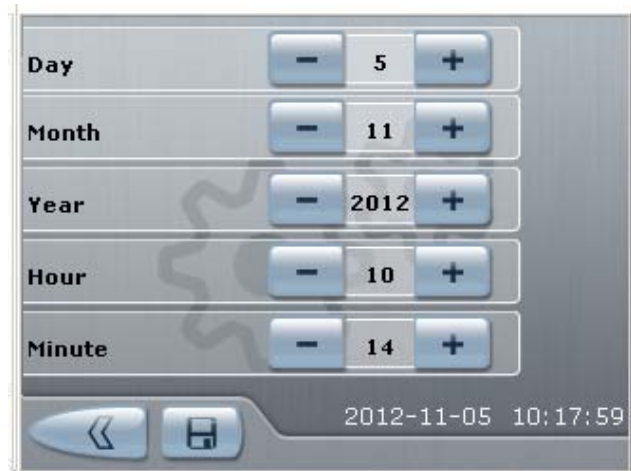 Day - 5 +
Month - 11 +
Year - 2012 +
Hour - 10 +
Minute - 14 +
2012-11-05 10:17:59